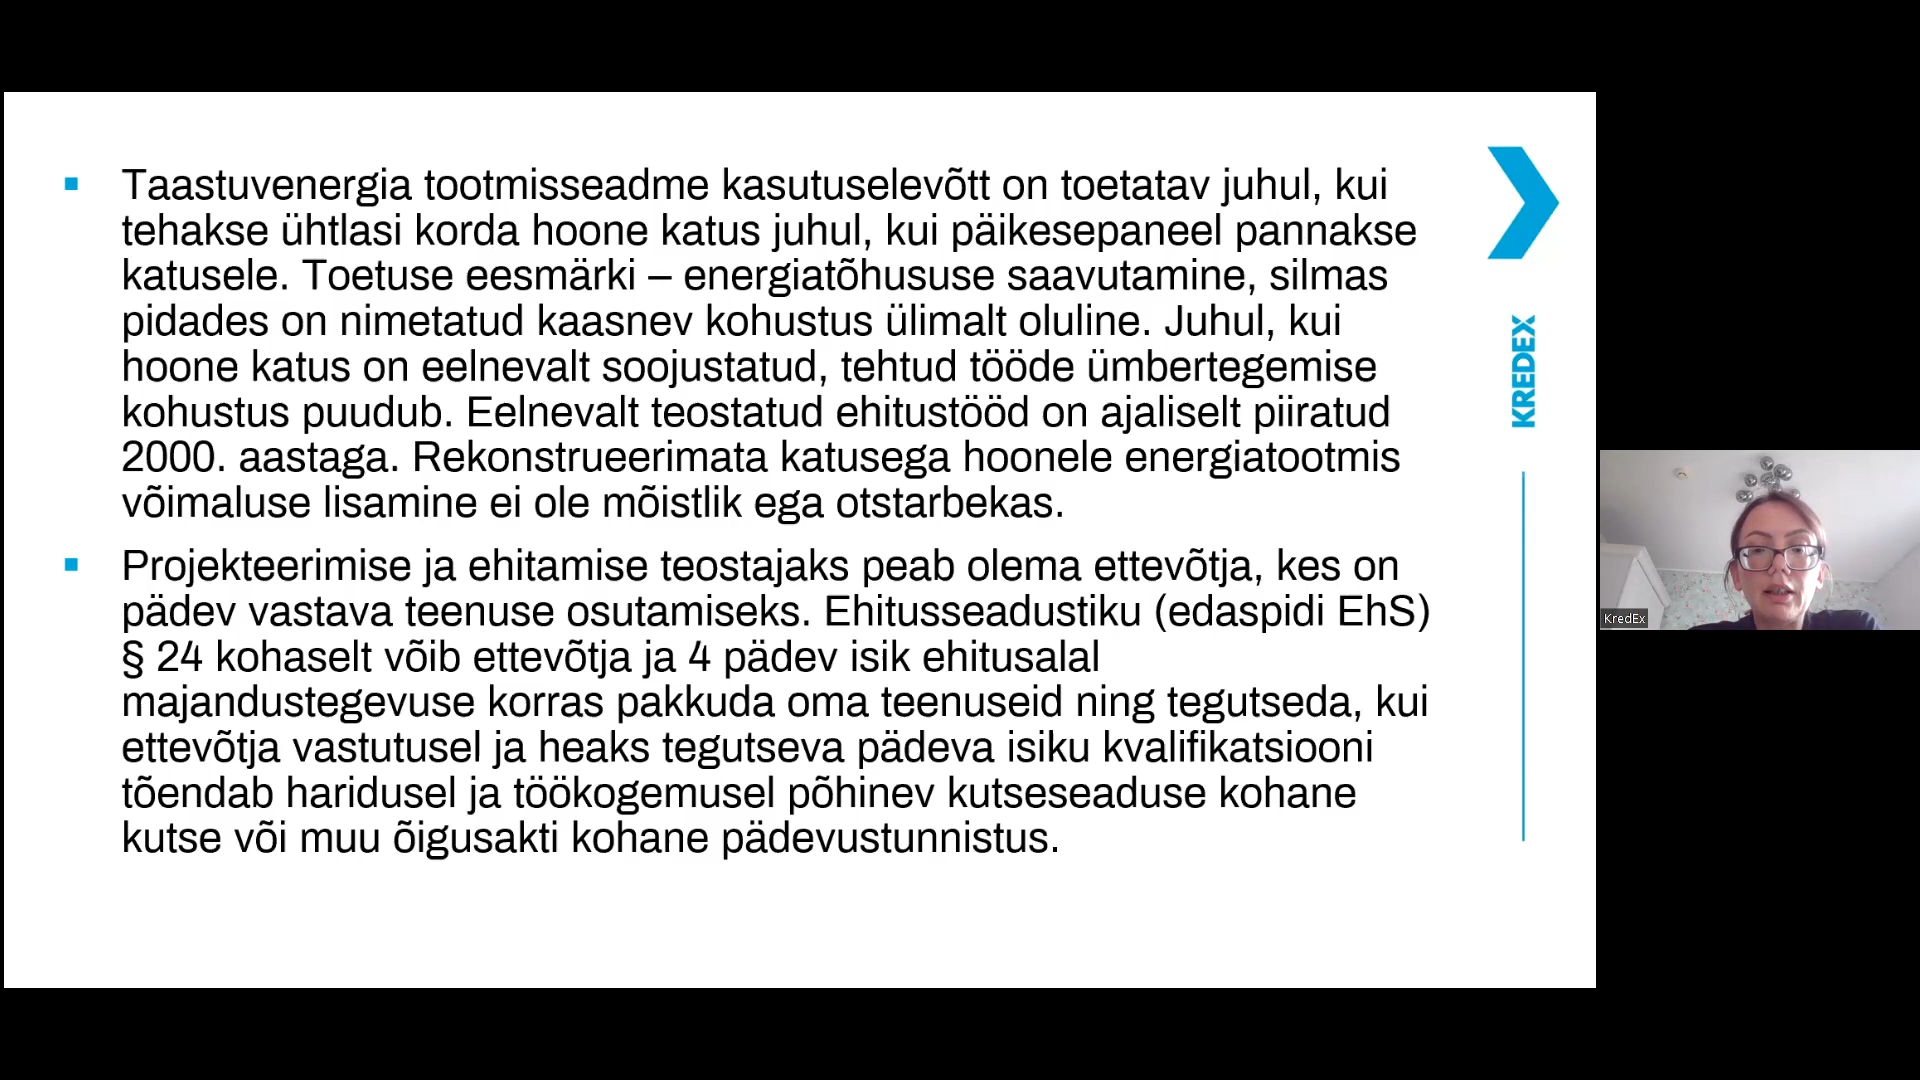 Taastuvenergia tootmisseadme kasutuselevõtt on toetatav juhul, kui
tehakse ühtlasi korda hoone katus juhul, kui päikesepaneel pannakse
katusele. Toetuse eesmärki – energiatõhususe saavutamine, silmas
pidades on nimetatud kaasnev kohustus ülimalt oluline. Juhul, kui
hoone katus on eelnevalt soojustatud, tehtud tööde ümbertegemise
kohustus puudub. Eelnevalt teostatud ehitustööd on ajaliselt piiratud
2000. aastaga. Rekonstrueerimata katusega hoonele energiatootmis
võimaluse lisamine ei ole mõistlik ega otstarbekas.
Projekteerimise ja ehitamise teostajaks peab olema ettevõtja, kes on
pädev vastava teenuse osutamiseks. Ehitusseadustiku (edaspidi EhS)
§ 24 kohaselt võib ettevõtja ja 4 pädev isik ehitusalal
majandustegevuse korras pakkuda oma teenuseid ning tegutseda, kui
ettevõtja vastutusel ja heaks tegutseva pädeva isiku kvalifikatsiooni
tõendab haridusel ja töökogemusel põhinev kutseseaduse kohane
kutse või muu õigusakti kohane pädevustunnistus.
KREDEX
KredEx